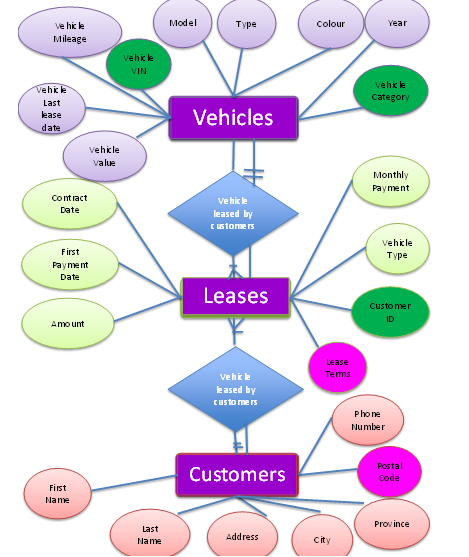 Vehicle
Mileage
Model
Type
Colour
Year
Vehicle
VIN
Vehicle
Category
Vehicle
Last
lease
date
Vehicles
Vehicle
Value
Monthly
Payment
Contract
Date
Vehicle
leased by
customers
Vehicle
Type
First
Payment
Date
Leases
Customer
ID
Amount
Lease
Terms
Vehicle
leased by
customers
Phone
Number
Postal
Code
Customers
First
Name
Last
Name
Address
City
Province